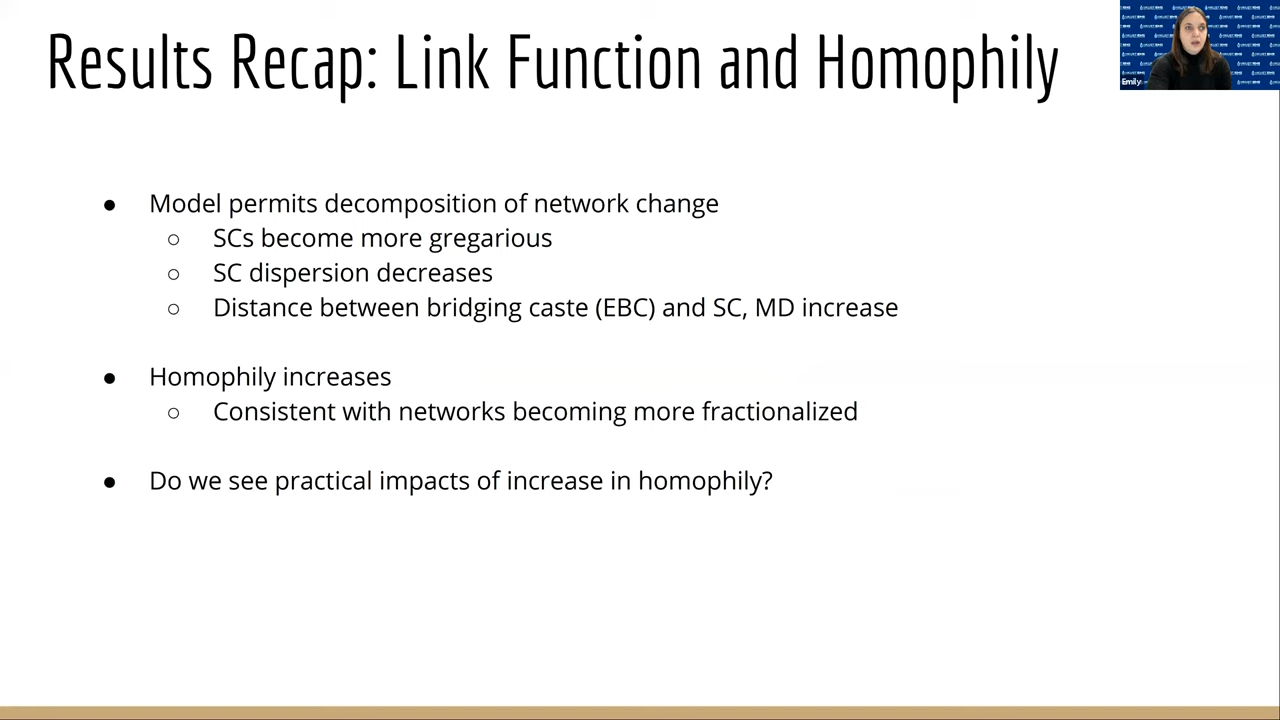 Results Recap: Link Function and Homophily
Emily
● Model permits decomposition of network change
○ SCs become more gregarious
○ SC dispersion decreases
○ Distance between bridging caste (EBC) and SC, MD increase
● Homophily increases
○ Consistent with networks becoming more fractionalized
● Do we see practical impacts of increase in homophily?